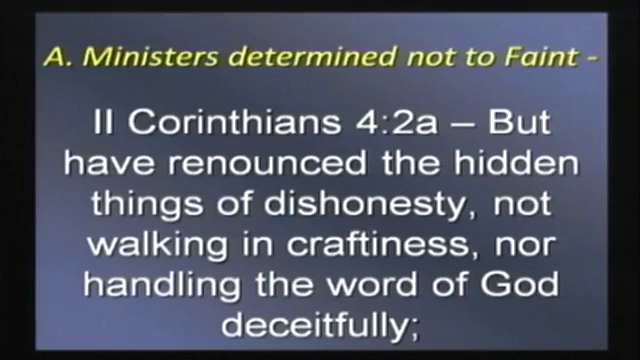 A. Ministers determined not to Faint -
II Corinthians 4:2a – But
have renounced the hidden
things of dishonesty, not
walking in craftiness, nor
handling the word of God
deceitfully;